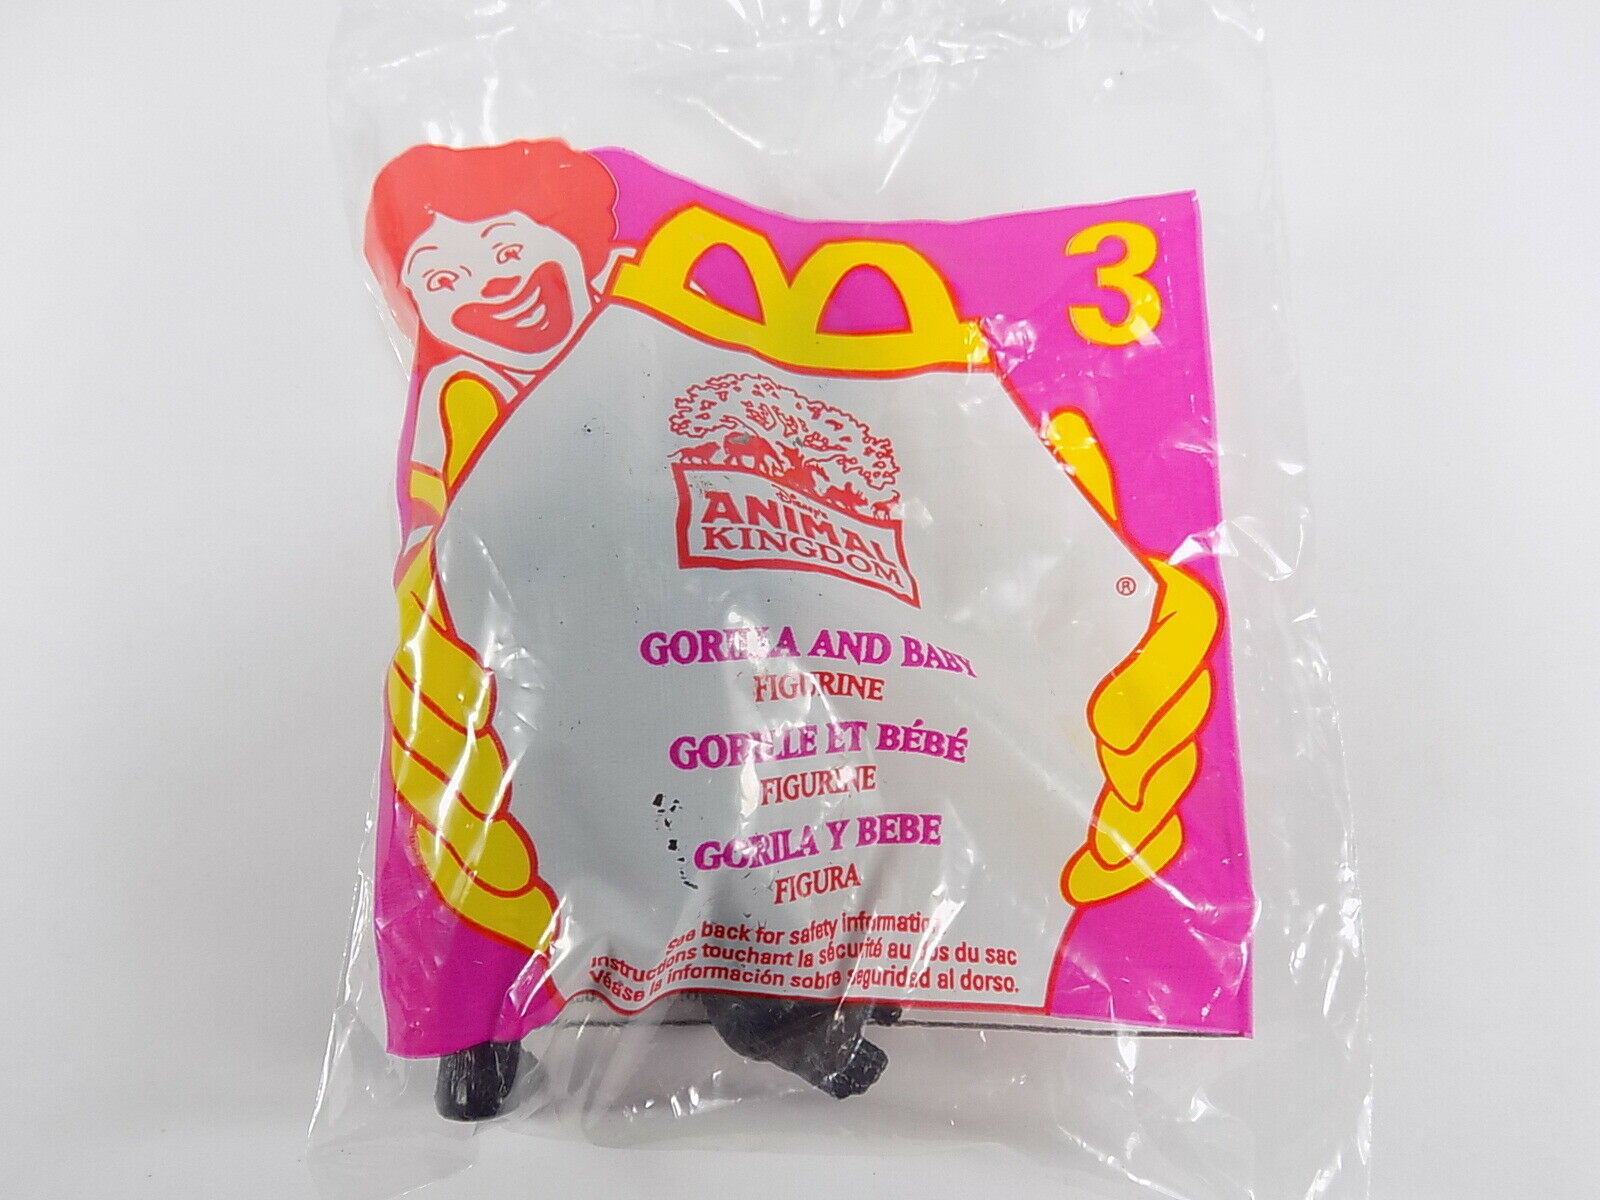 3
Disney's
ANIMAL
KINGDOM
®
GORILLA AND BABY
FIGURINE
GORILLE ET BÉBÉ
FIGURINE
GORILA Y BEBE
FIGURA
See back for safety information
Instructions touchant la sécurité au dos du sac
Véase la información sobre seguridad al dorso.